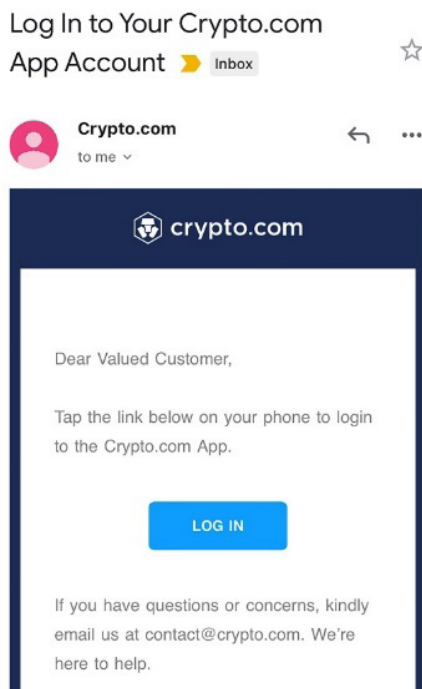 Log In to Your Crypto.com
App Account Inbox
Crypto.com
to me
crypto.com
Dear Valued Customer,
Tap the link below on your phone to login
to the Crypto.com App.
LOG IN
If you have questions or concerns, kindly
email us at contact@crypto.com. We're
here to help.